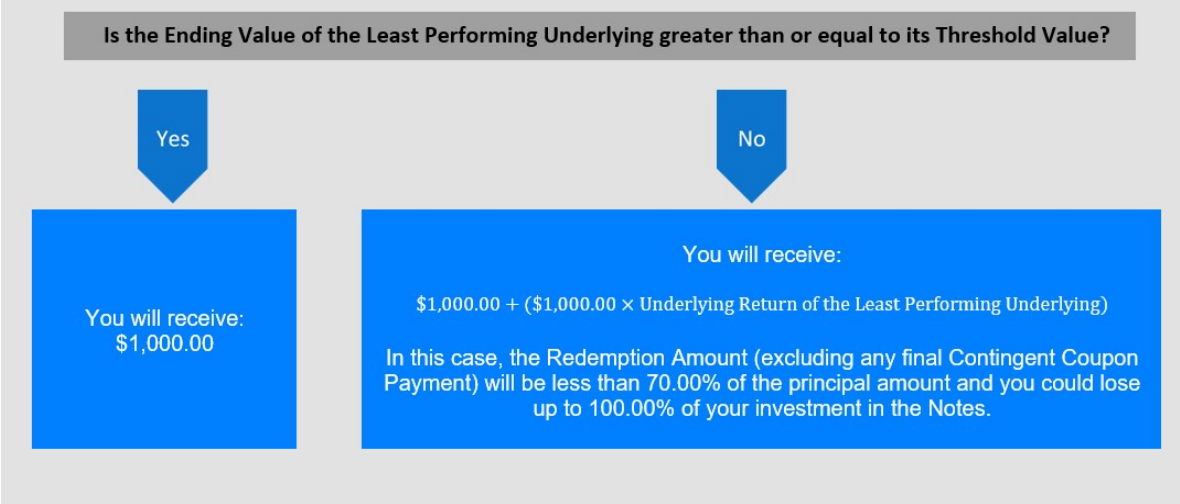 Is the Ending Value of the Least Performing Underlying greater than or equal to its Threshold Value?
Yes
No
You will receive:
$1,000.00
You will receive:
$1,000.00 + ($1,000.00 × Underlying Return of the Least Performing Underlying)
In this case, the Redemption Amount (excluding any final Contingent Coupon
Payment) will be less than 70.00% of the principal amount and you could lose
up to 100.00% of your investment in the Notes.